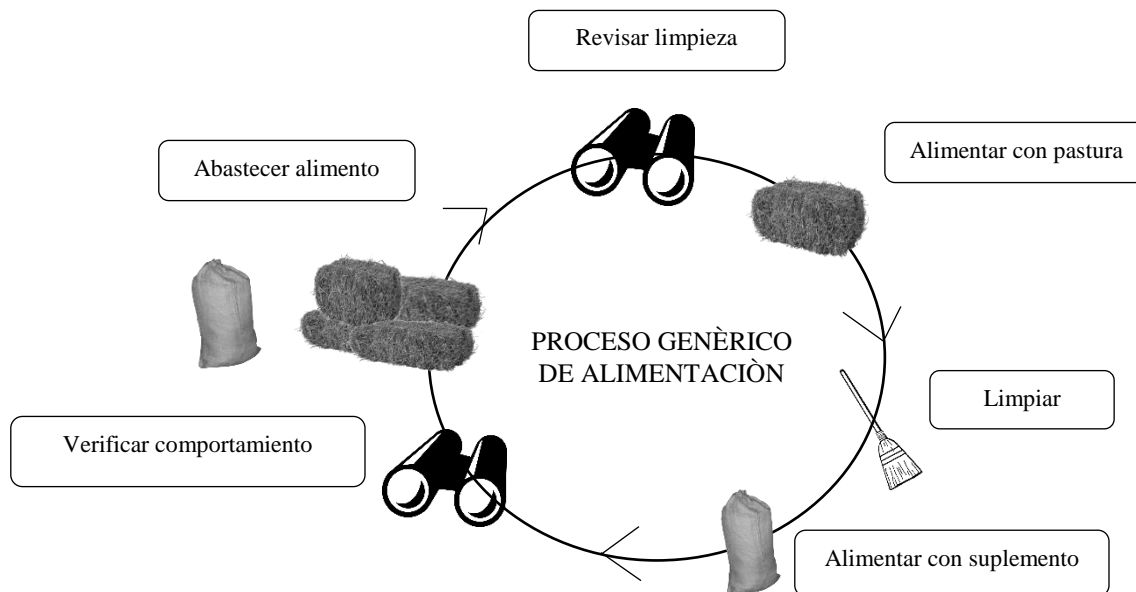 Revisar limpieza
Abastecer alimento
Alimentar con pastura
PROCESO GENÈRICO
DE ALIMENTACIÒN
Limpiar
Verificar comportamiento
Alimentar con suplemento